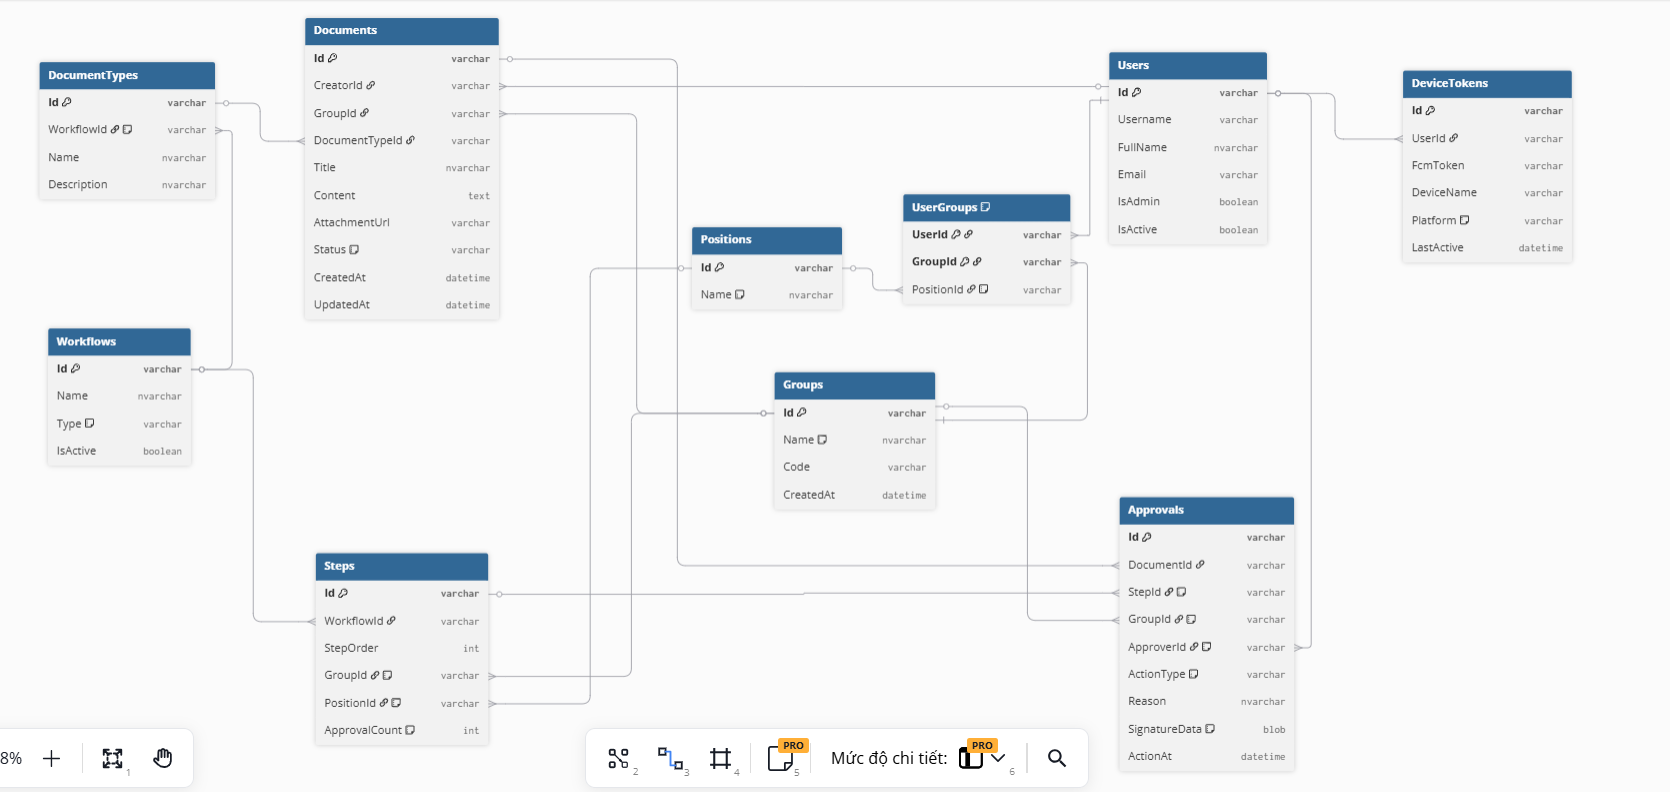 DocumentTypes
Id varchar
WorkflowId varchar
Name nvarchar
Description nvarchar
Documents
Id varchar
CreatorId varchar
GroupId varchar
DocumentTypeId varchar
Title nvarchar
Content text
AttachmentUrl varchar
Status varchar
CreatedAt datetime
UpdatedAt datetime
Users
Id varchar
Username varchar
FullName nvarchar
Email varchar
IsAdmin boolean
IsActive boolean
DeviceTokens
Id varchar
UserId varchar
FcmToken varchar
DeviceName varchar
Platform varchar
LastActive datetime
UserGroups
UserId varchar
GroupId varchar
PositionId varchar
Positions
Id varchar
Name nvarchar
Workflows
Id varchar
Name nvarchar
Type varchar
IsActive boolean
Groups
Id varchar
Name nvarchar
Code varchar
CreatedAt datetime
Steps
Id varchar
WorkflowId varchar
StepOrder int
GroupId varchar
PositionId varchar
ApprovalCount int
Approvals
Id varchar
DocumentId varchar
StepId varchar
GroupId varchar
ApproverId varchar
ActionType varchar
Reason nvarchar
SignatureData blob
ActionAt datetime
8% 1
2 3 4 PRO 5 Mức độ chi tiết: PRO 6